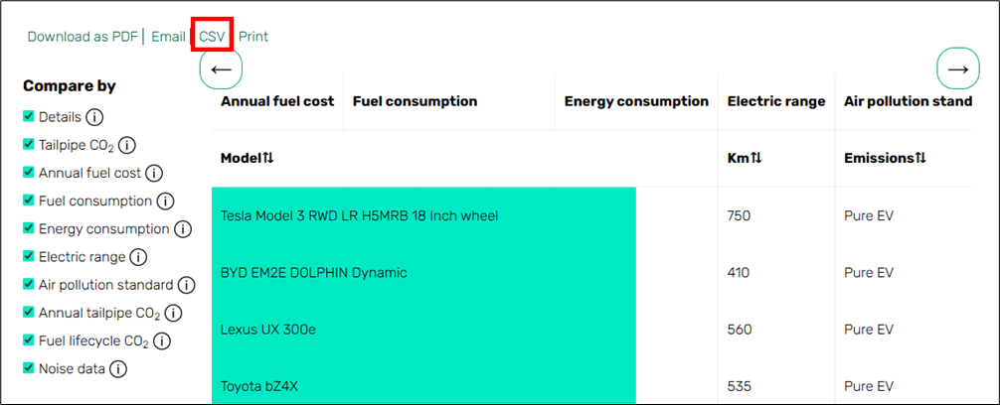 Download as PDF | Email | CSV Print
← →
Compare by
Details
Tailpipe CO₂
Annual fuel cost
Fuel consumption
Energy consumption
Electric range
Air pollution standard
Annual tailpipe CO₂
Fuel lifecycle CO₂
Noise data
Annual fuel cost Fuel consumption Energy consumption Electric range Air pollution stand
Model⇅ Km⇅ Emissions⇅
Tesla Model 3 RWD LR H5MRB 18 Inch wheel 750 Pure EV
BYD EM2E DOLPHIN Dynamic 410 Pure EV
Lexus UX 300e 560 Pure EV
Toyota bZ4X 535 Pure EV